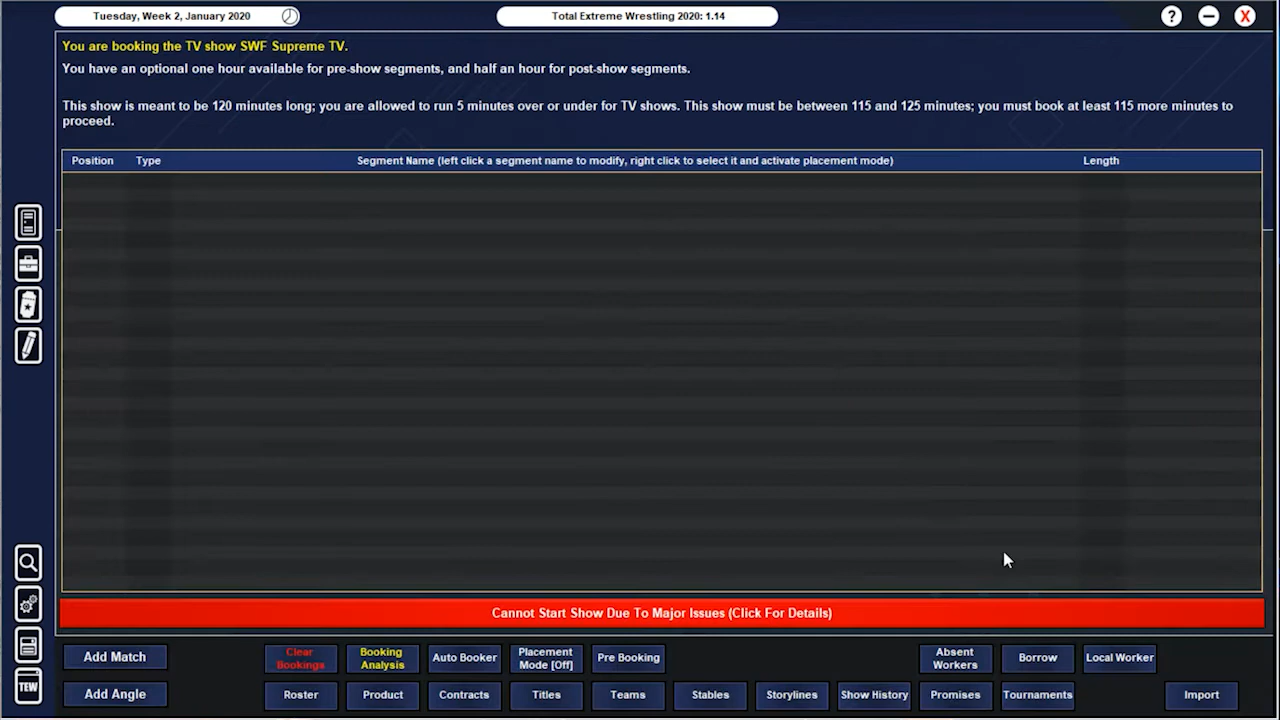 Tuesday, Week 2, January 2020
Total Extreme Wrestling 2020: 1.14
?
X
You are booking the TV show SWF Supreme TV.
You have an optional one hour available for pre-show segments, and half an hour for post-show segments.
This show is meant to be 120 minutes long; you are allowed to run 5 minutes over or under for TV shows. This show must be between 115 and 125 minutes; you must book at least 115 more minutes to
proceed.
Position Type Segment Name (left click a segment name to modify, right click to select it and activate placement mode) Length
Cannot Start Show Due To Major Issues (Click For Details)
Add Match
Clear
Bookings
Booking
Analysis
Auto Booker
Placement
Mode [Off]
Pre Booking
Absent
Workers
Borrow
Local Worker
TEW
Add Angle
Roster
Product
Contracts
Titles
Teams
Stables
Storylines
Show History
Promises
Tournaments
Import